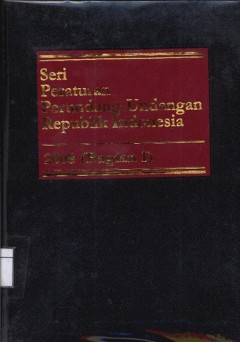 Seri
Peraturan
Perundang Undangan
Republik Indonesia
(Bagian I)